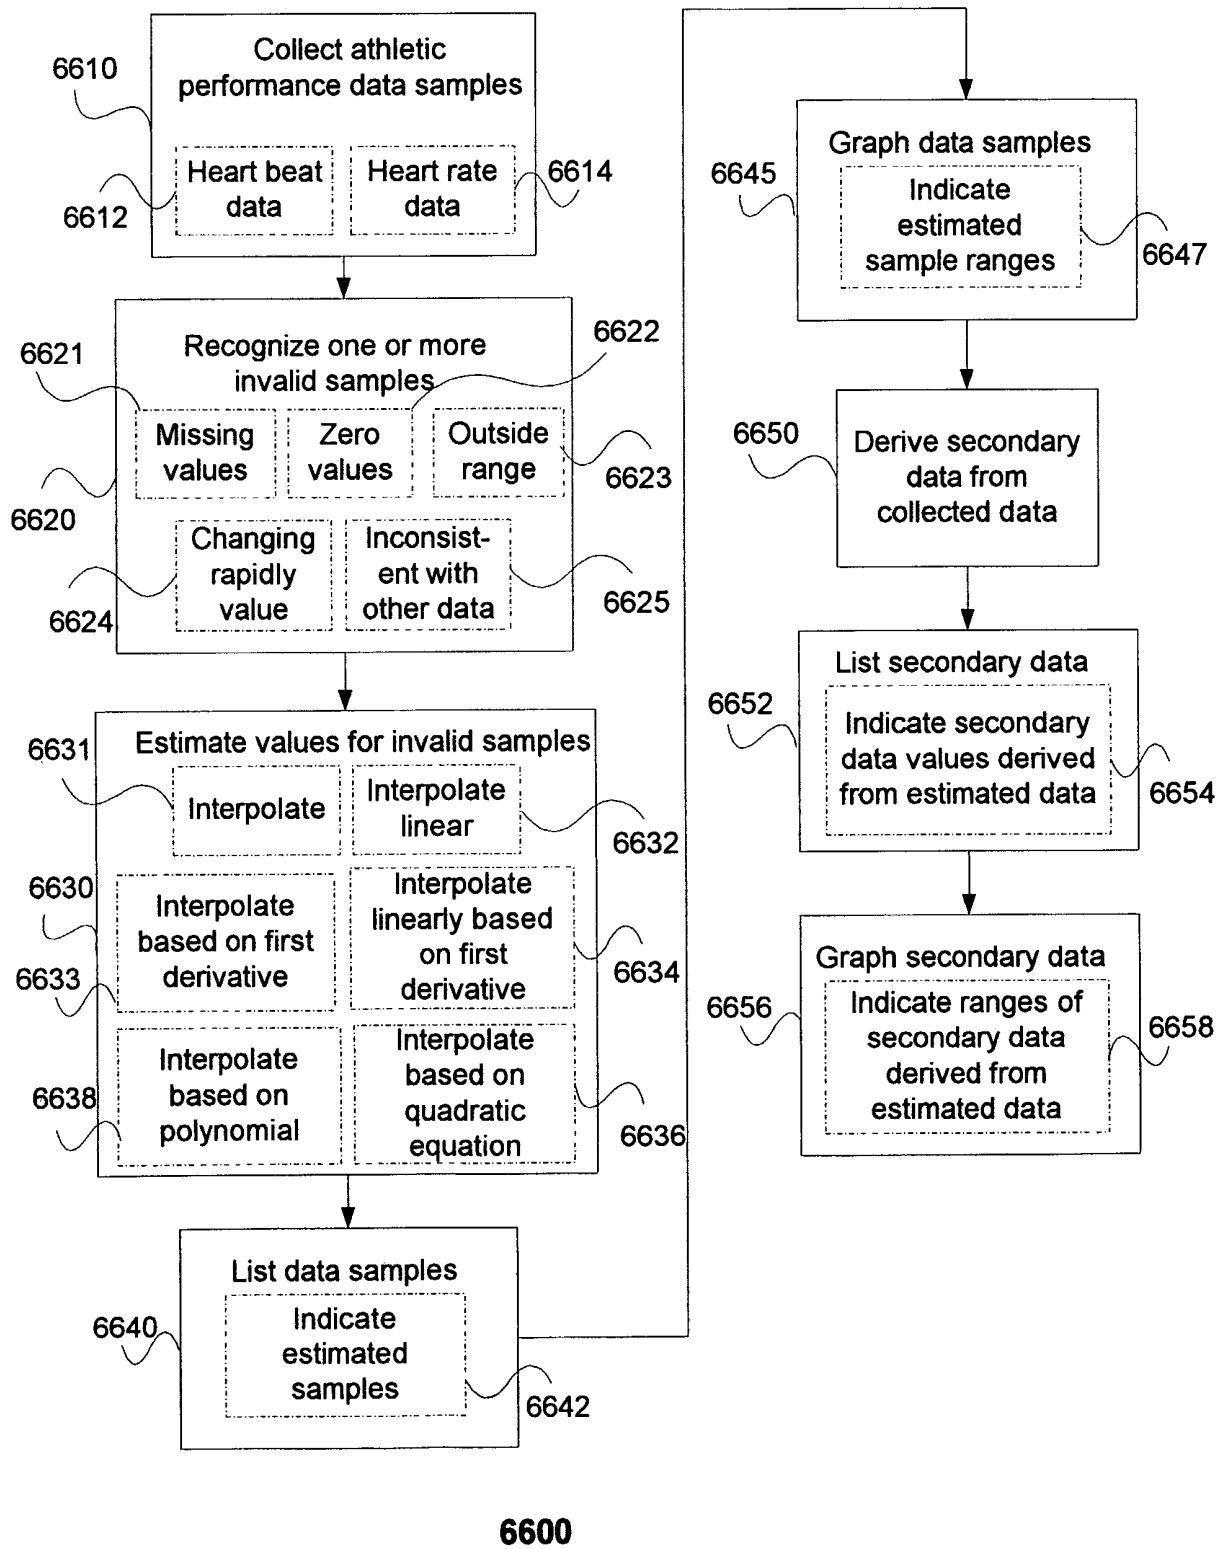 Collect athletic
performance data samples
6610
Heart beat
data
Heart rate
data
6612
6614
Recognize one or more
invalid samples
6621
6622
Missing
values
Zero
values
Outside
range
6623
6620
Changing
rapidly
value
Inconsist-
ent with
other data
6624
6625
Estimate values for invalid samples
6631
Interpolate
Interpolate
linear
6632
6630
Interpolate
based on first
derivative
Interpolate
linearly based
on first
derivative
6633
6634
Interpolate
based on
polynomial
Interpolate
based on
quadratic
equation
6638
6636
List data samples
Indicate
estimated
samples
6640
6642
Graph data samples
6645
Indicate
estimated
sample ranges
6647
6650
Derive secondary
data from
collected data
List secondary data
6652
Indicate secondary
data values derived
from estimated data
6654
Graph secondary data
6656
Indicate ranges of
secondary data
derived from
estimated data
6658
6600